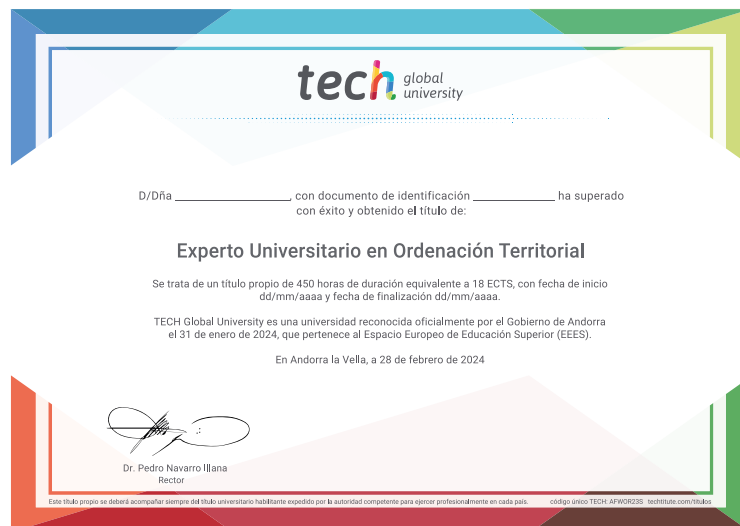 tech global university
D/Dña ________________, con documento de identificación ____________ ha superado
con éxito y obtenido el título de:
Experto Universitario en Ordenación Territorial
Se trata de un título propio de 450 horas de duración equivalente a 18 ECTS, con fecha de inicio
dd/mm/aaaa y fecha de finalización dd/mm/aaaa.
TECH Global University es una universidad reconocida oficialmente por el Gobierno de Andorra
el 31 de enero de 2024, que pertenece al Espacio Europeo de Educación Superior (EEES).
En Andorra la Vella, a 28 de febrero de 2024
Dr. Pedro Navarro Illana
Rector
Este título propio se deberá acompañar siempre del título universitario habilitante expedido por la autoridad competente para ejercer profesionalmente en cada país. código único TECH: AFWOR23S techtitute.com/titulos